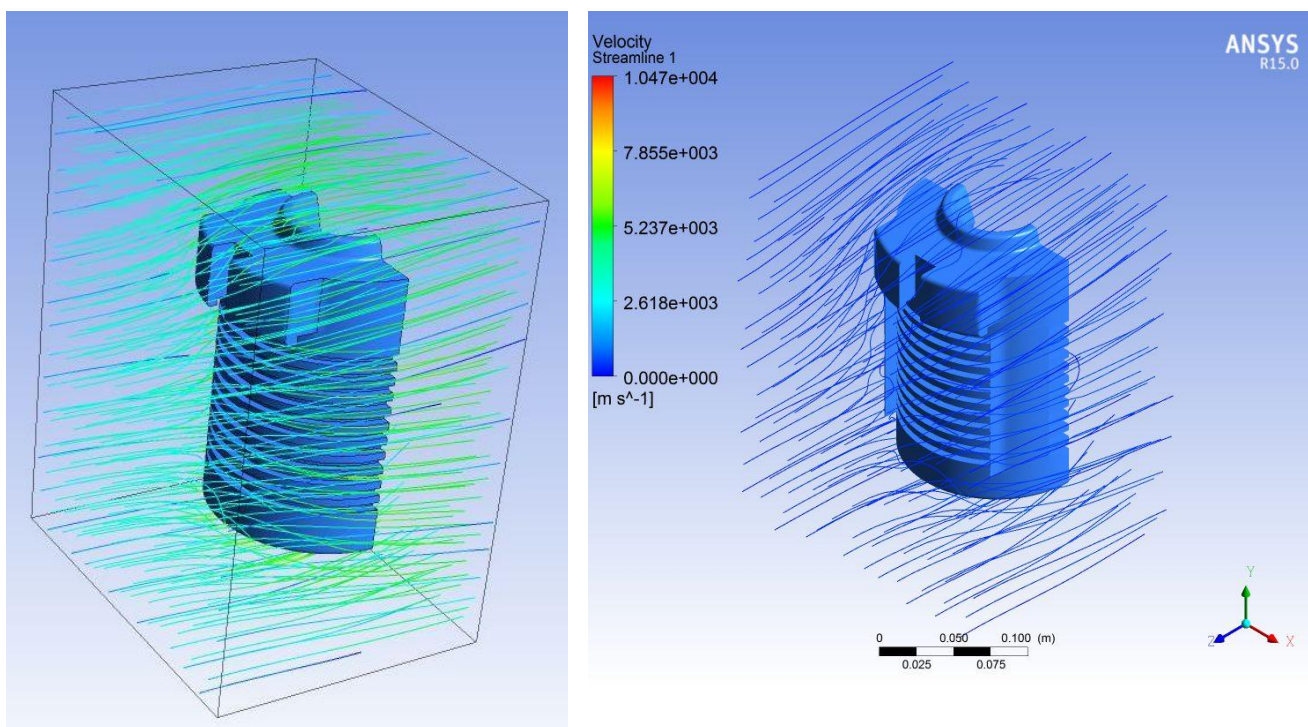 Velocity
Streamline 1
1.047e+004
7.855e+003
5.237e+003
2.618e+003
0.000e+000
[m s^-1]
ANSYS
R15.0
0 0.050 0.100 (m)
0.025 0.075
Y
Z X